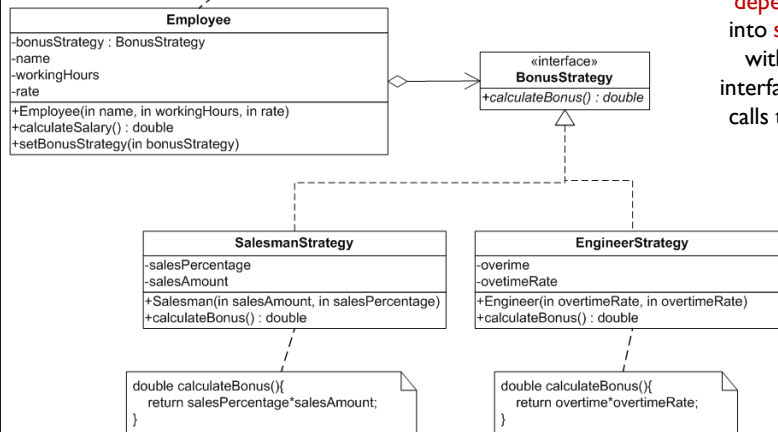 Employee
-bonusStrategy : BonusStrategy
-name
-workingHours
-rate
+Employee(in name, in workingHours, in rate)
+calculateSalary() : double
+setBonusStrategy(in bonusStrategy)
«interface»
BonusStrategy
+calculateBonus() : double
into
calls
SalesmanStrategy
-salesPercentage
-salesAmount
+Salesman(in salesAmount, in salesPercentage)
+calculateBonus() : double
EngineerStrategy
-overime
-ovetimeRate
+Engineer(in overtimeRate, in overtimeRate)
+calculateBonus() : double
double calculateBonus(){
return salesPercentage*salesAmount;
}
double calculateBonus(){
return overtime*overtimeRate;
}